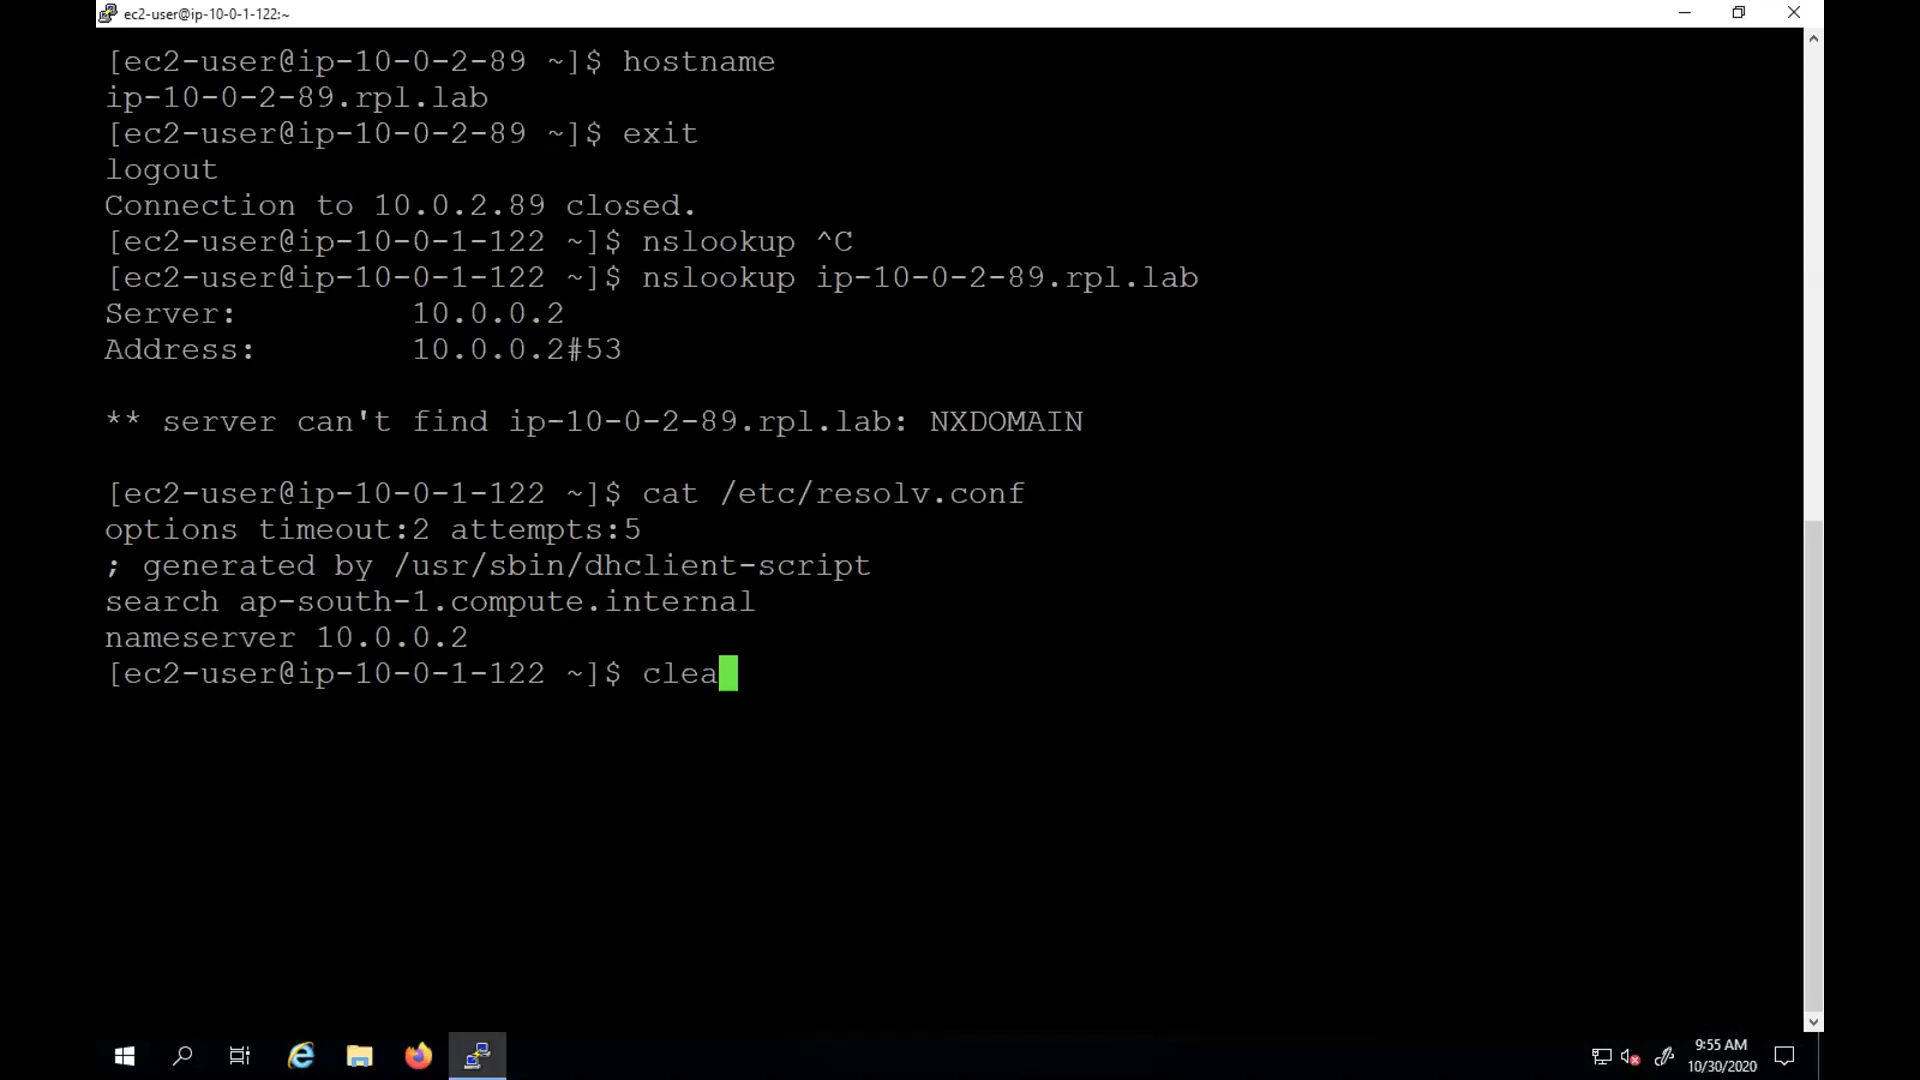 ec2-user@ip-10-0-1-122:~
[ec2-user@ip-10-0-2-89 ~]$ hostname
ip-10-0-2-89.rpl.lab
[ec2-user@ip-10-0-2-89 ~]$ exit
logout
Connection to 10.0.2.89 closed.
[ec2-user@ip-10-0-1-122 ~]$ nslookup ^C
[ec2-user@ip-10-0-1-122 ~]$ nslookup ip-10-0-2-89.rpl.lab
Server:         10.0.0.2
Address:        10.0.0.2#53
** server can't find ip-10-0-2-89.rpl.lab: NXDOMAIN
[ec2-user@ip-10-0-1-122 ~]$ cat /etc/resolv.conf
options timeout:2 attempts:5
; generated by /usr/sbin/dhclient-script
search ap-south-1.compute.internal
nameserver 10.0.0.2
[ec2-user@ip-10-0-1-122 ~]$ clea
9:55 AM
10/30/2020